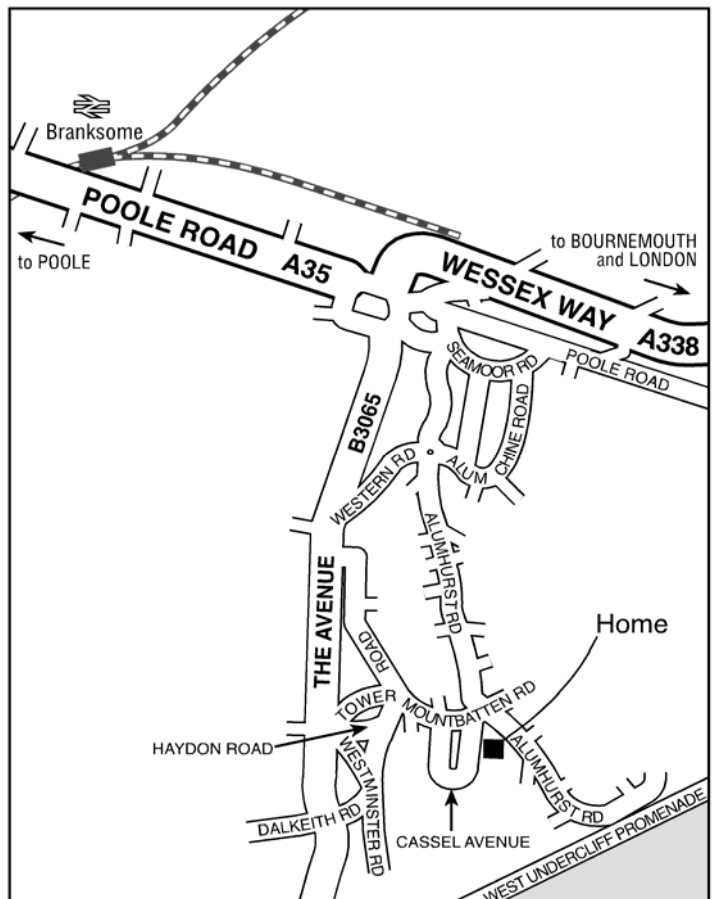 Branksome
POOLE ROAD A35
to POOLE
to BOURNEMOUTH
and LONDON
WESSEX WAY A338
SEAMOOR RD
POOLE ROAD
B3065
CHINE ROAD
WESTERN RD
ALUM
ALUMHURST RD
THE AVENUE
Home
ROAD
TOWER
MOUNTBATTEN RD
HAYDON ROAD
WESTMINSTER RD
ALUMHURST RD
DALKEITH RD
CASSEL AVENUE
WEST UNDERCLIFF PROMENADE